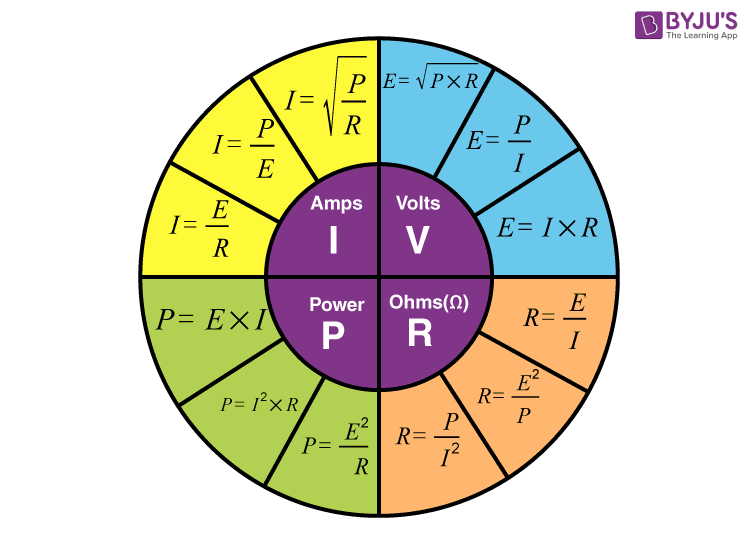 BYJU'S
The Learning App
I = √(P/R)
E = √P × R
I = P/E
E = P/I
I = E/R
E = I × R
Amps
I
Volts
V
Power
P
Ohms(Ω)
R
P = E × I
R = E/I
P = I² × R
R = E²/P
P = E²/R
R = P/I²